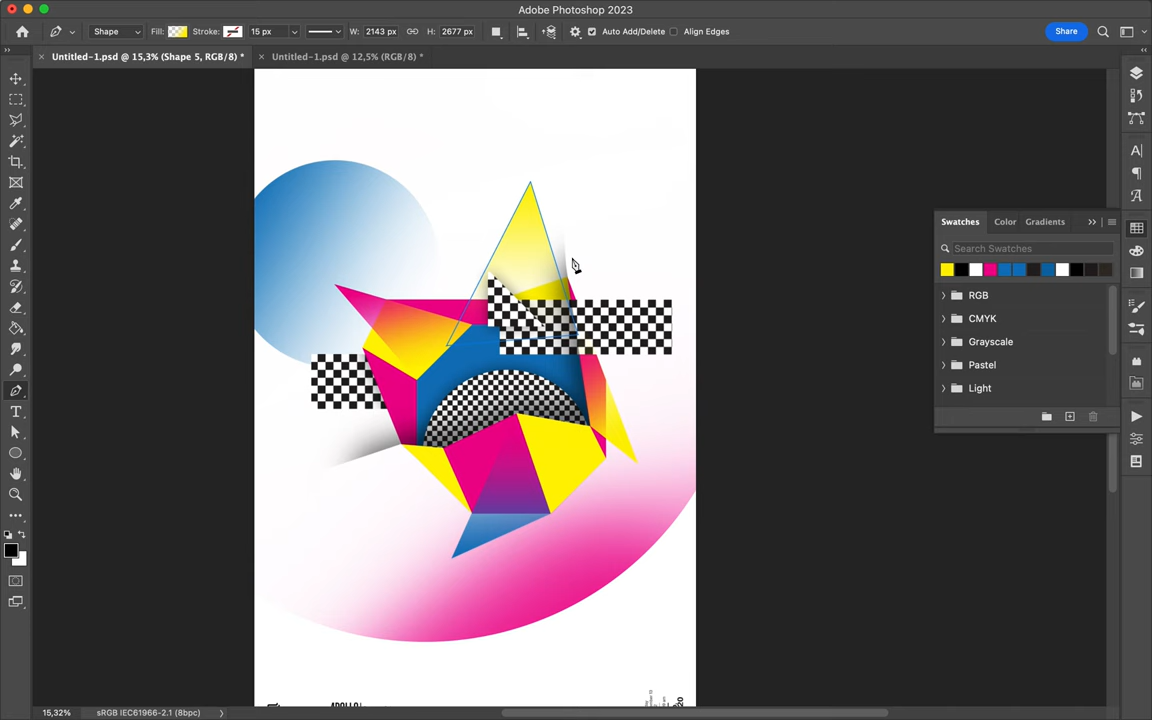 Adobe Photoshop 2023
Shape Fill: Stroke: 15 px W: 2143 px H: 2677 px Auto Add/Delete Align Edges Share
Untitled-1.psd @ 15,3% (Shape 5, RGB/8) * Untitled-1.psd @ 12,5% (RGB/8) *
Swatches Color Gradients
Search Swatches
RGB
CMYK
Grayscale
Pastel
Light
15,32% sRGB IEC61966-2.1 (8bpc)